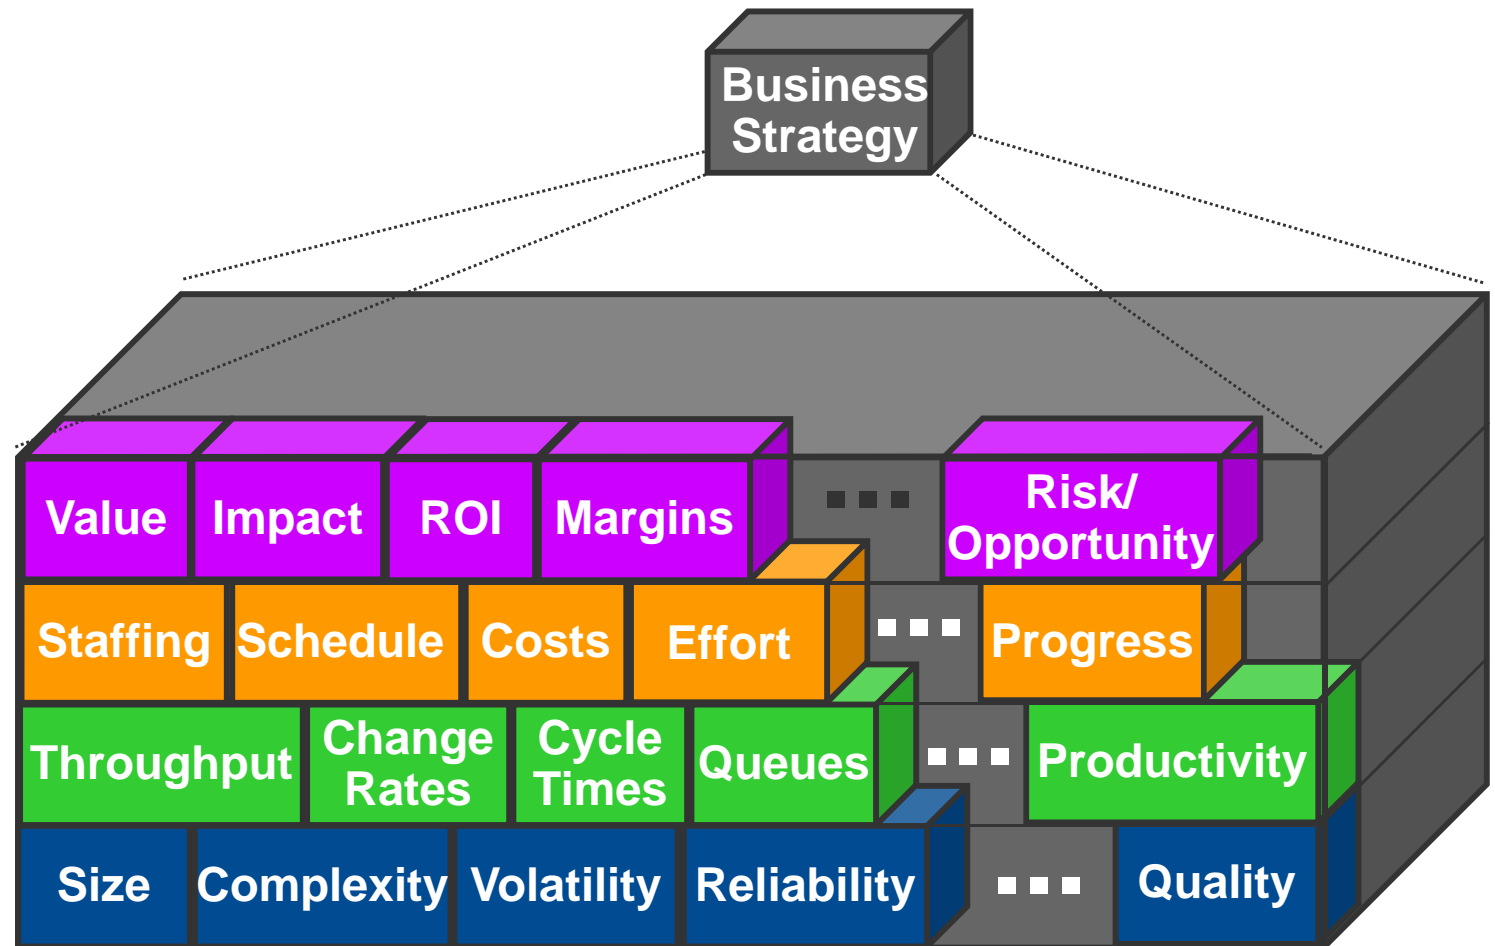 Business
Strategy
Value
Impact
ROI
Margins
Risk/
Opportunity
Staffing
Schedule
Costs
Effort
Progress
Throughput
Change
Rates
Cycle
Times
Queues
Productivity
Size
Complexity
Volatility
Reliability
Quality